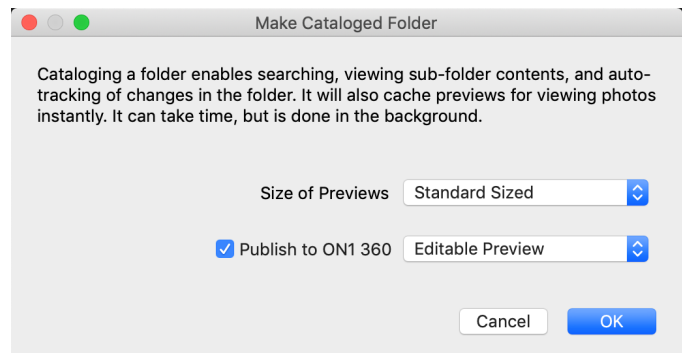 Make Cataloged Folder
Cataloging a folder enables searching, viewing sub-folder contents, and auto-
tracking of changes in the folder. It will also cache previews for viewing photos
instantly. It can take time, but is done in the background.
Size of Previews Standard Sized
Publish to ON1 360 Editable Preview
Cancel OK